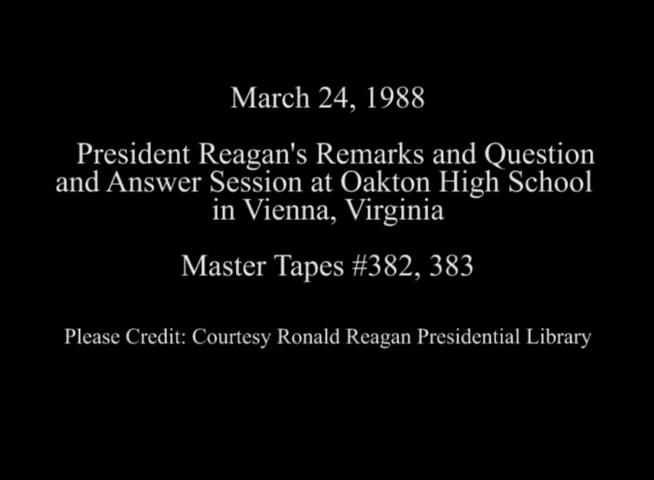 March 24, 1988
President Reagan's Remarks and Question
and Answer Session at Oakton High School
in Vienna, Virginia
Master Tapes #382, 383
Please Credit: Courtesy Ronald Reagan Presidential Library